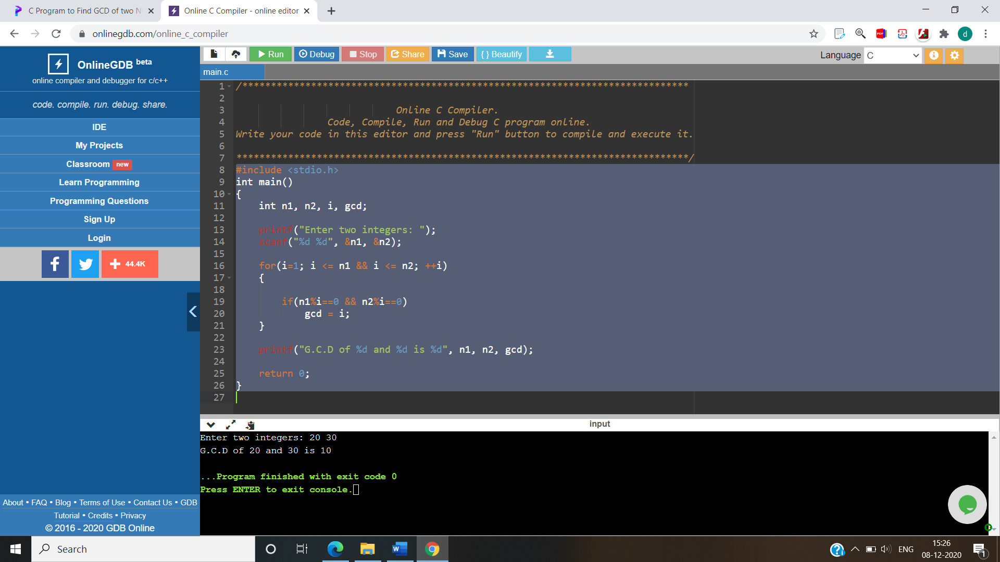 C Program to Find GCD of two N
Online C Compiler - online editor
onlinegdb.com/online_c_compiler
d
OnlineGDB beta
online compiler and debugger for c/c++
code. compile. run. debug. share.
IDE
My Projects
Classroom new
Learn Programming
Programming Questions
Sign Up
Login
44.4K
About • FAQ • Blog • Terms of Use • Contact Us • GDB
Tutorial • Credits • Privacy
© 2016 - 2020 GDB Online
Run Debug Stop Share Save {} Beautify
Language C
main.c
1 /******************************************************************************
2
3 Online C Compiler.
4 Code, Compile, Run and Debug C program online.
5 Write your code in this editor and press "Run" button to compile and execute it.
6
7 *******************************************************************************/
8 #include <stdio.h>
9 int main()
10 {
11 int n1, n2, i, gcd;
12
13 printf("Enter two integers: ");
14 scanf("%d %d", &n1, &n2);
15
16 for(i=1; i <= n1 && i <= n2; ++i)
17 {
18
19 if(n1%i==0 && n2%i==0)
20 gcd = i;
21 }
22
23 printf("G.C.D of %d and %d is %d", n1, n2, gcd);
24
25 return 0;
26 }
27
input
Enter two integers: 20 30
G.C.D of 20 and 30 is 10
...Program finished with exit code 0
Press ENTER to exit console.
Search
ENG
15:26
08-12-2020
1